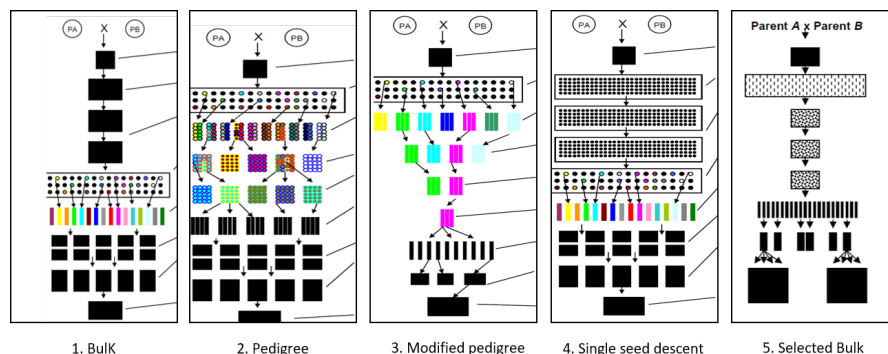 PA X PB
PA X PB
PA X PB
PA X PB
Parent A x Parent B
1. BulK
2. Pedigree
3. Modified pedigree
4. Single seed descent
5. Selected Bulk